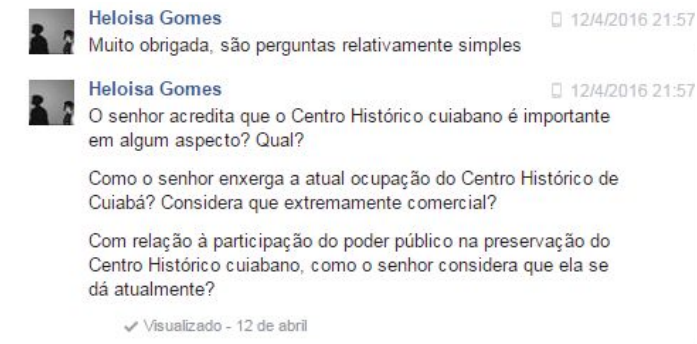 Heloisa Gomes 12/4/2016 21:57
Muito obrigada, são perguntas relativamente simples
Heloisa Gomes 12/4/2016 21:57
O senhor acredita que o Centro Histórico cuiabano é importante
em algum aspecto? Qual?
Como o senhor enxerga a atual ocupação do Centro Histórico de
Cuiabá? Considera que extremamente comercial?
Com relação à participação do poder público na preservação do
Centro Histórico cuiabano, como o senhor considera que ela se
dá atualmente?
Visualizado - 12 de abril